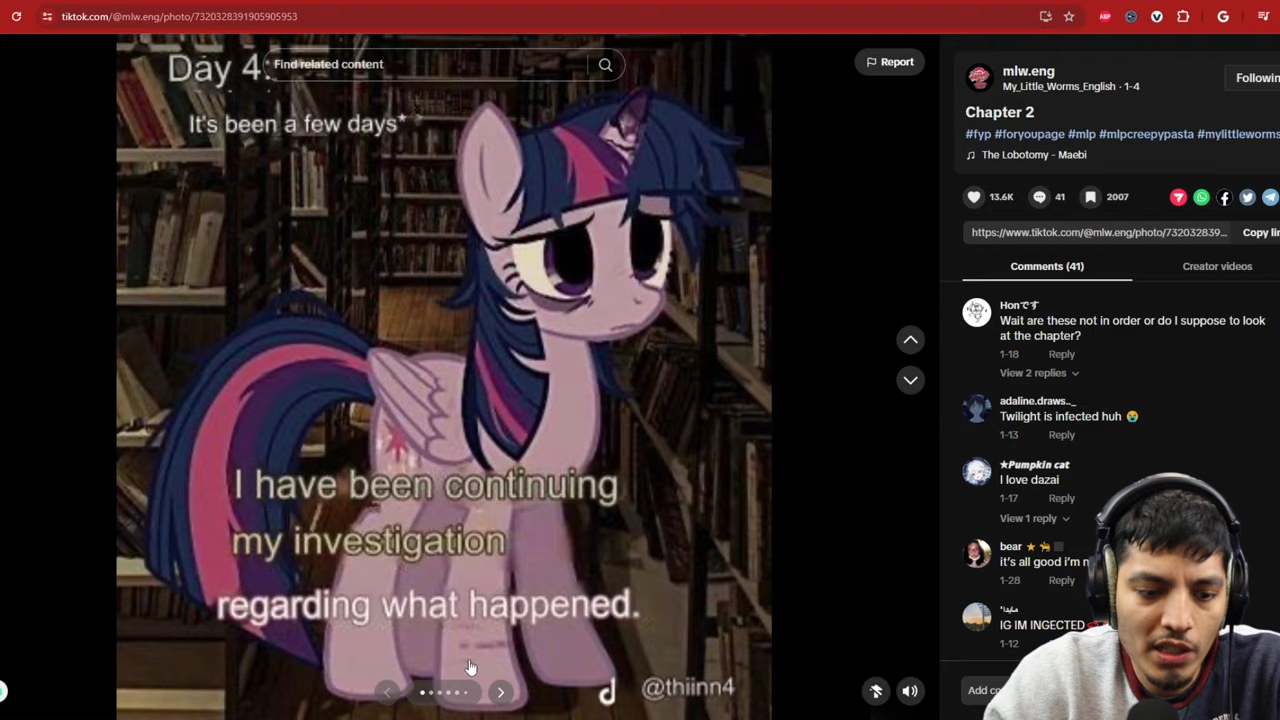 tiktok.com/@mlw.eng/photo/7320328391905905953
Day 4:
Find related content
It's been a few days*
I have been continuing
my investigation
regarding what happened.
@thiinn4
Report
mlw.eng
My_Little_Worms_English · 1-4
Followin
Chapter 2
#fyp #foryoupage #mlp #mlpcreepypasta #mylittleworms
The Lobotomy - Maebi
13.6K
41
2007
https://www.tiktok.com/@mlw.eng/photo/732032839...
Copy lin
Comments (41)
Creator videos
Honです
Wait are these not in order or do I suppose to look
at the chapter?
1-18 Reply
View 2 replies
adaline.draws.._
Twilight is infected huh 😭
1-13 Reply
★Pumpkin cat
I love dazai
1-17 Reply
View 1 reply
bear
it's all good i'm
1-28 Reply
IG IM INGECTED
1-12
Add co